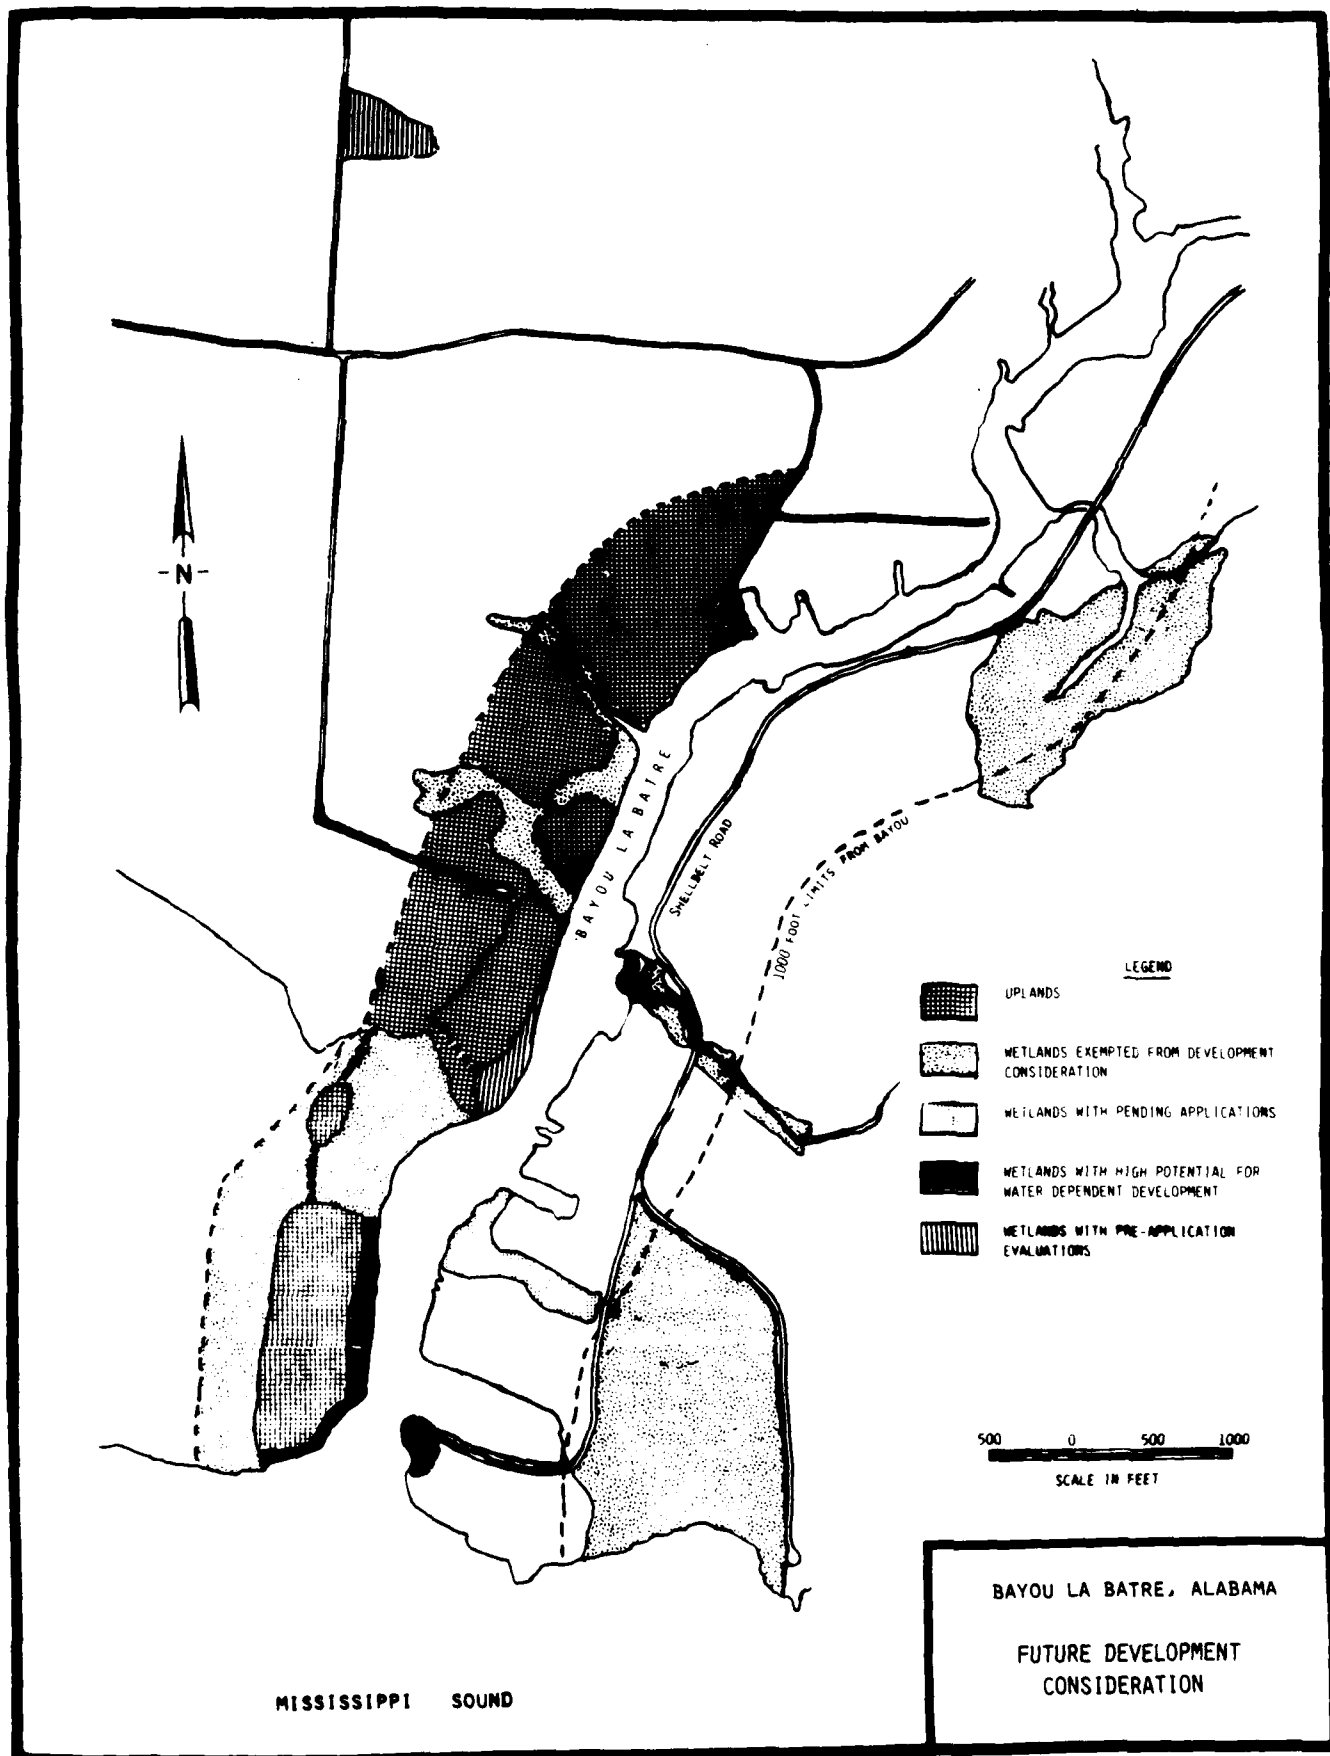 -N-
BAYOU LA BATRE
SHELLBELT ROAD
1000 FOOT LIMITS FROM BAYOU
LEGEND
UPLANDS
WETLANDS EXEMPTED FROM DEVELOPMENT
CONSIDERATION
WETLANDS WITH PENDING APPLICATIONS
WETLANDS WITH HIGH POTENTIAL FOR
WATER DEPENDENT DEVELOPMENT
WETLANDS WITH PRE-APPLICATION
EVALUATIONS
500 0 500 1000
SCALE IN FEET
BAYOU LA BATRE, ALABAMA
FUTURE DEVELOPMENT
CONSIDERATION
MISSISSIPPI SOUND